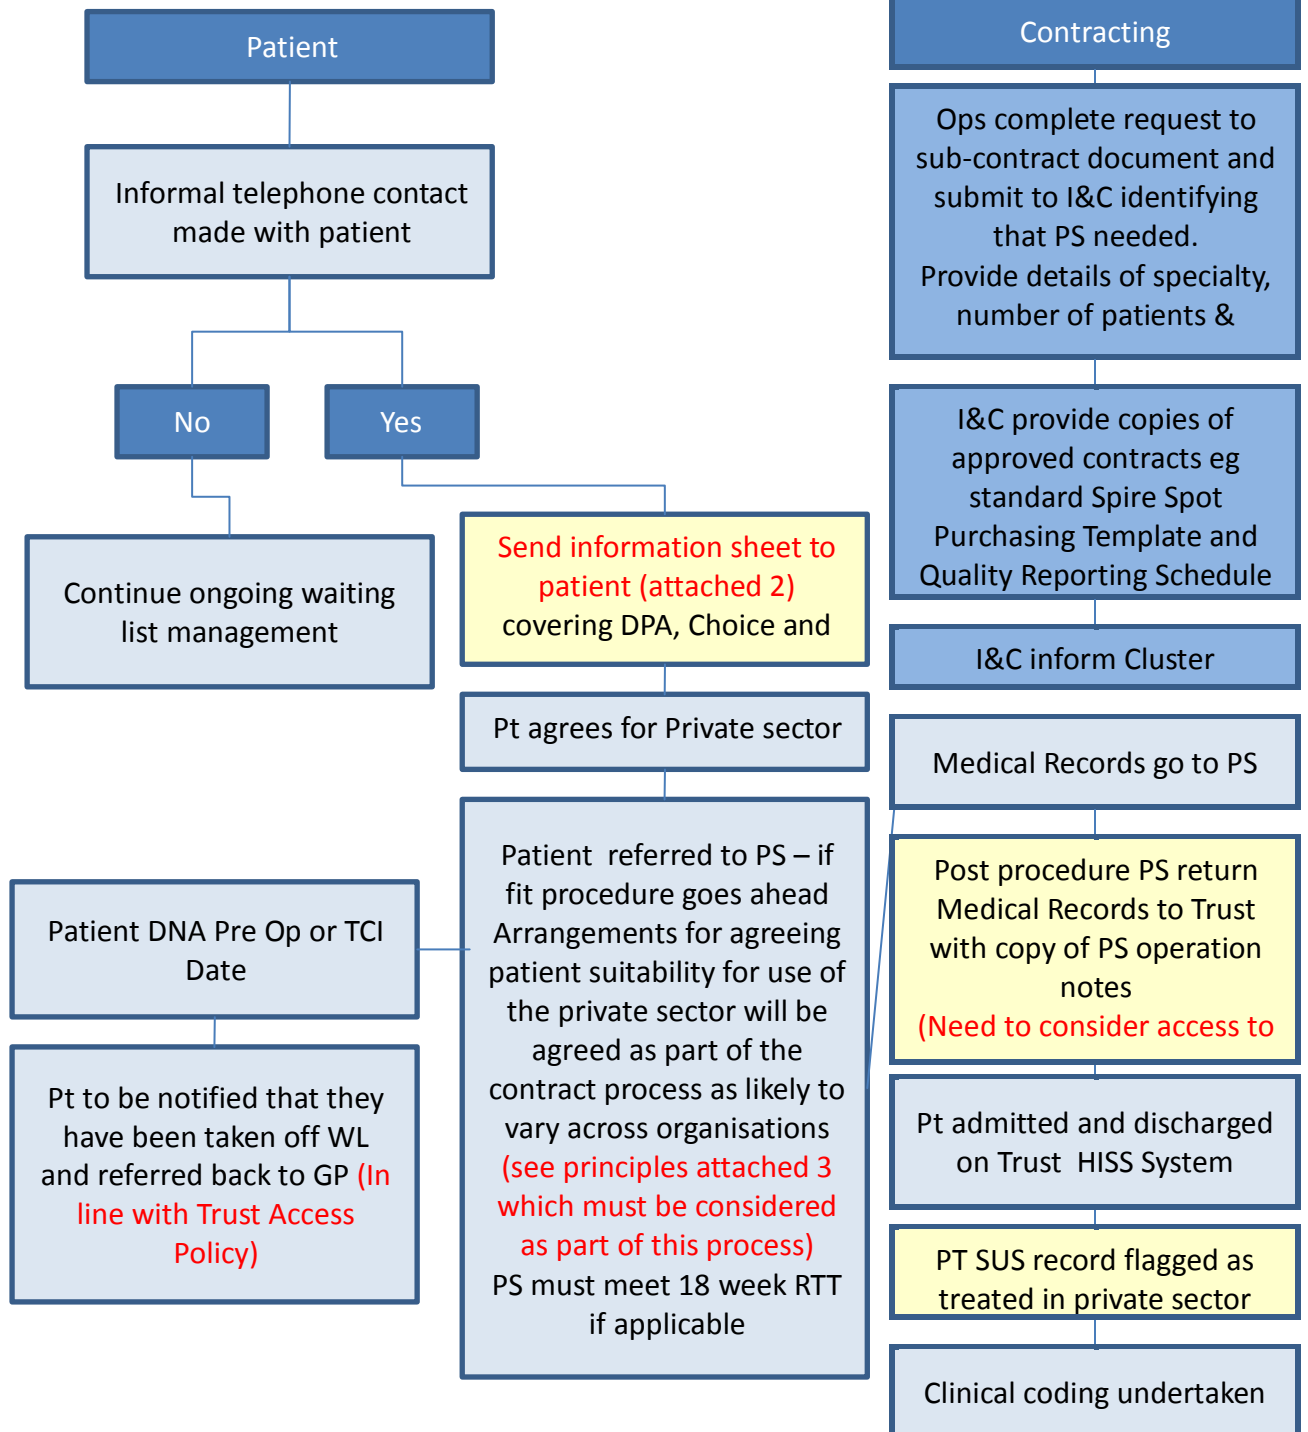 Patient
Informal telephone contact
made with patient
No
Yes
Continue ongoing waiting
list management
Send information sheet to
patient (attached 2)
covering DPA, Choice and
Pt agrees for Private sector
Patient  referred to PS – if
fit procedure goes ahead
Arrangements for agreeing
patient suitability for use of
the private sector will be
agreed as part of the
contract process as likely to
vary across organisations
(see principles attached 3
which must be considered
as part of this process)
PS must meet 18 week RTT
if applicable
Patient DNA Pre Op or TCI
Date
Pt to be notified that they
have been taken off WL
and referred back to GP (In
line with Trust Access
Policy)
Contracting
Ops complete request to
sub-contract document and
submit to I&C identifying
that PS needed.
Provide details of specialty,
number of patients &
I&C provide copies of
approved contracts eg
standard Spire Spot
Purchasing Template and
Quality Reporting Schedule
I&C inform Cluster
Medical Records go to PS
Post procedure PS return
Medical Records to Trust
with copy of PS operation
notes
(Need to consider access to
Pt admitted and discharged
on Trust  HISS System
PT SUS record flagged as
treated in private sector
Clinical coding undertaken